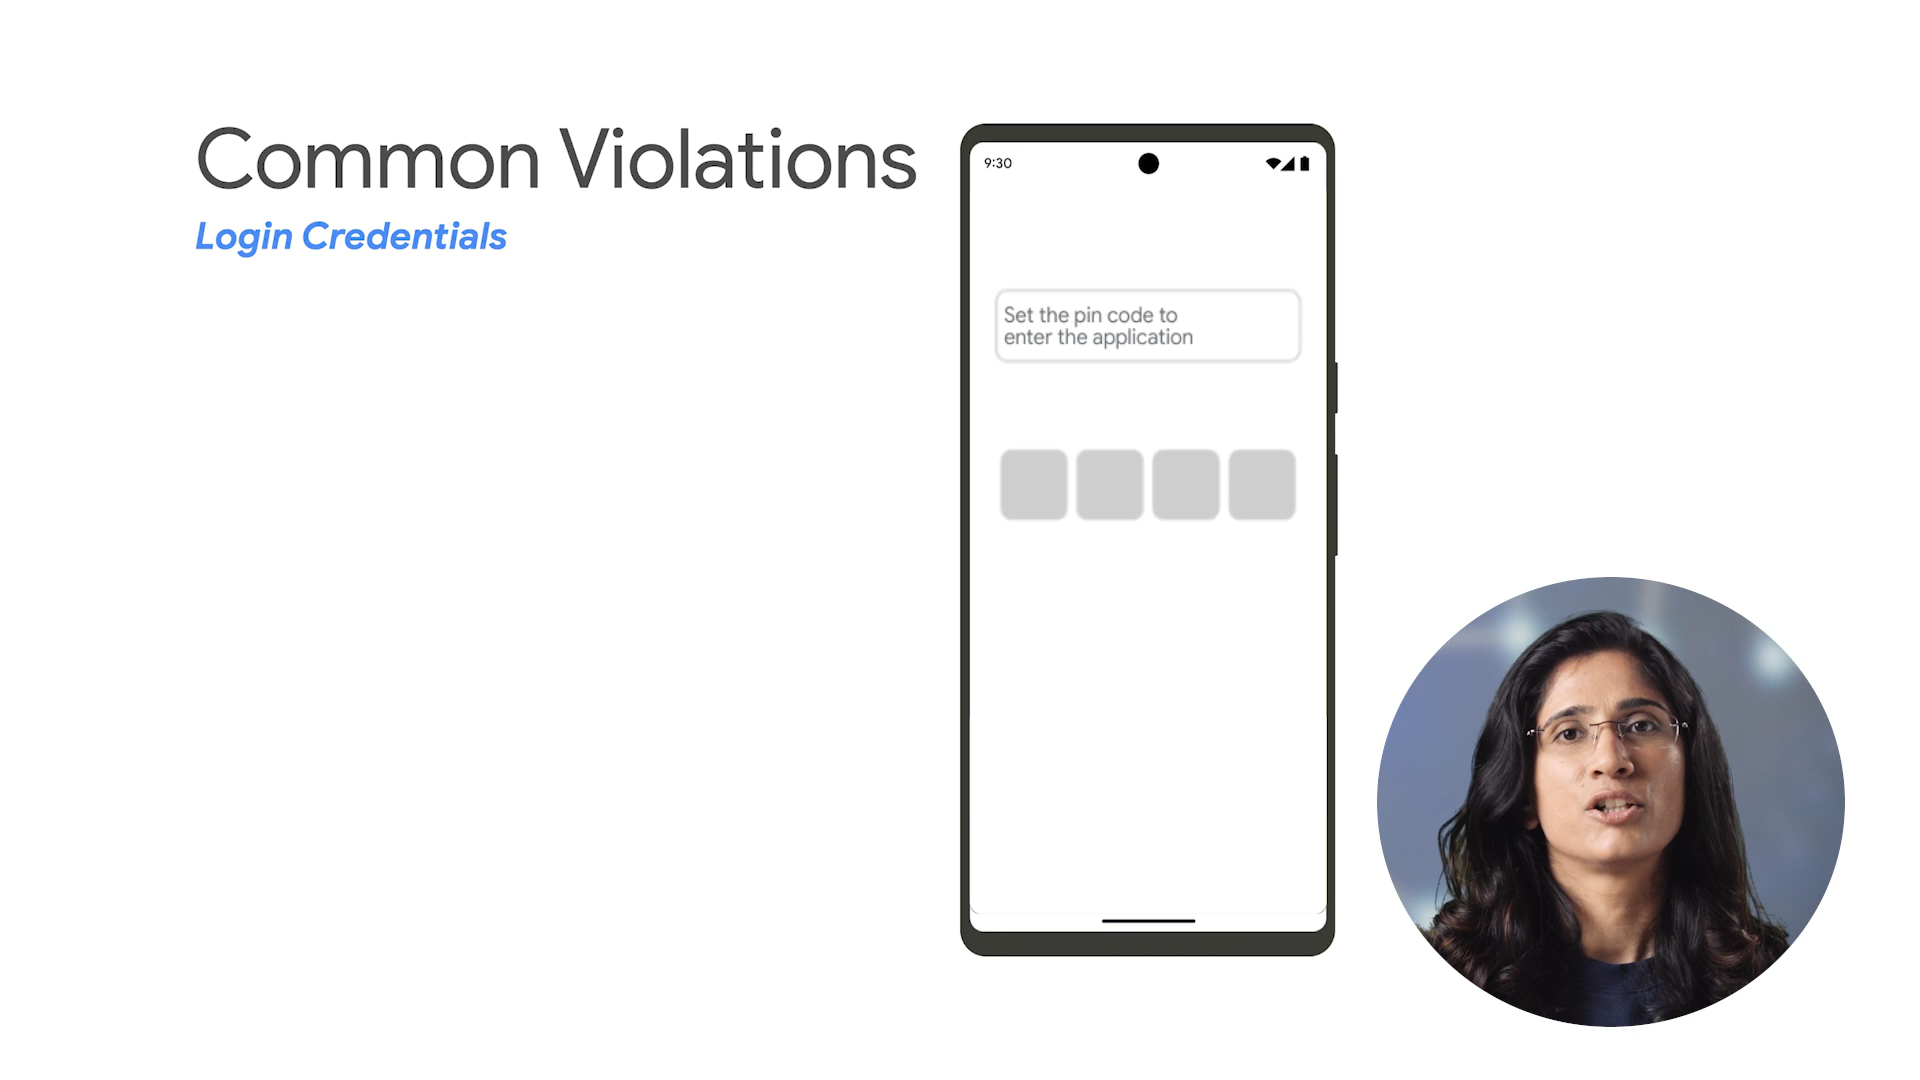 Common Violations
Login Credentials
9:30
Set the pin code to
enter the application